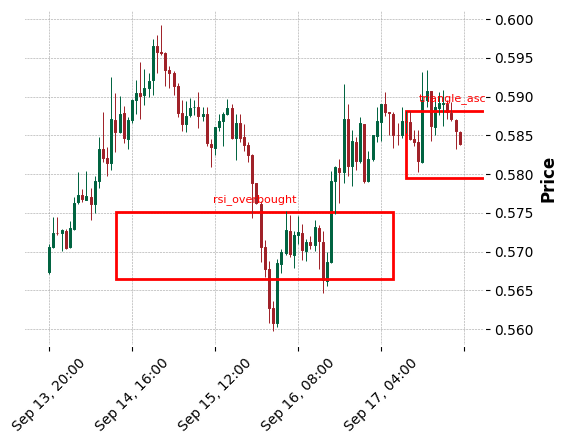 0.600
0.595
0.590
triangle_asc
0.585
0.580
rsi_overbought
0.575
0.570
0.565
0.560
Price
Sep 13, 20:00
Sep 14, 16:00
Sep 15, 12:00
Sep 16, 08:00
Sep 17, 04:00